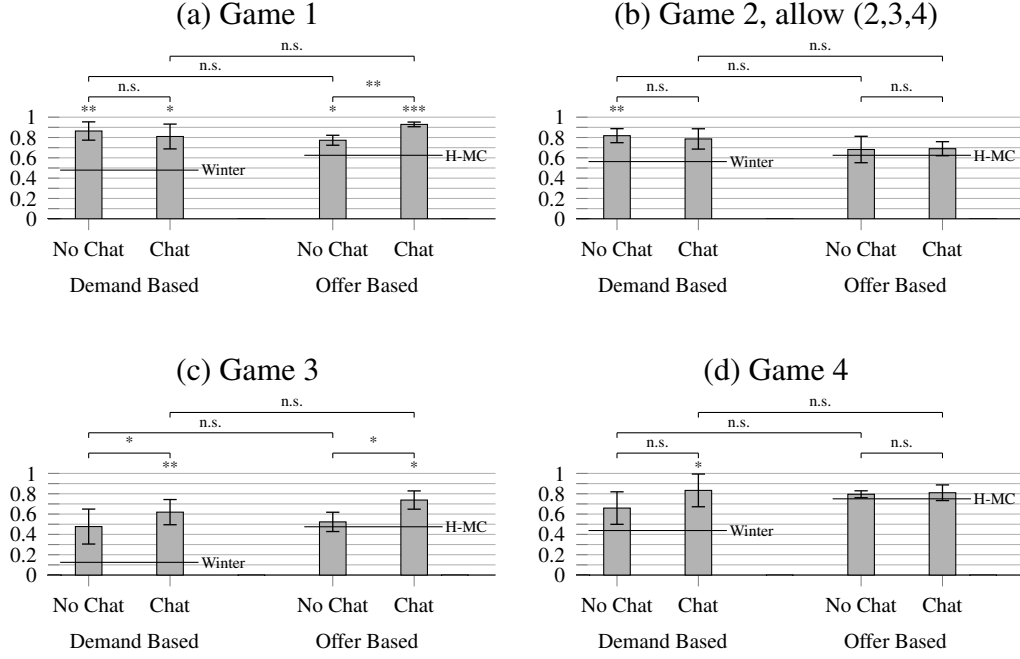 (a) Game 1
n.s.
n.s.
n.s.
**
** * * ***
1
0.8
0.6
0.4
0.2
0
Winter
H-MC
No Chat Chat No Chat Chat
Demand Based Offer Based
(b) Game 2, allow (2,3,4)
n.s.
n.s.
n.s.
n.s.
**
1
0.8
0.6
0.4
0.2
0
Winter
H-MC
No Chat Chat No Chat Chat
Demand Based Offer Based
(c) Game 3
n.s.
n.s.
* *
** *
1
0.8
0.6
0.4
0.2
0
H-MC
Winter
No Chat Chat No Chat Chat
Demand Based Offer Based
(d) Game 4
n.s.
n.s.
n.s.
n.s.
*
1
0.8
0.6
0.4
0.2
0
H-MC
Winter
No Chat Chat No Chat Chat
Demand Based Offer Based